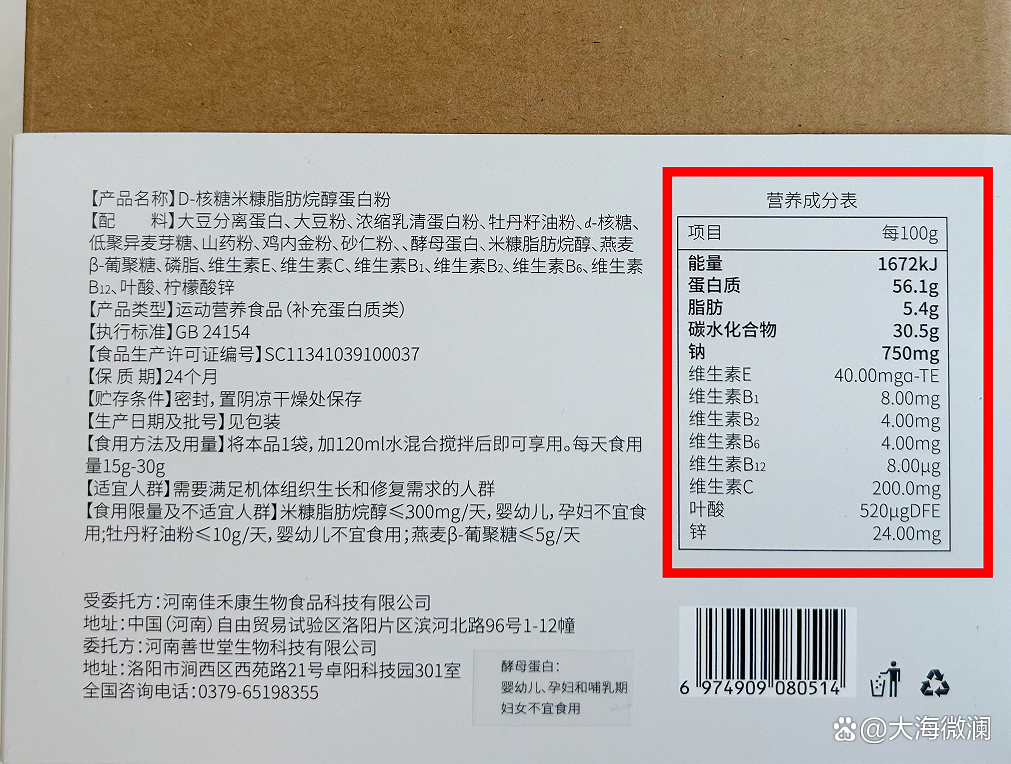 【产品名称】D-核糖米糠脂肪烷醇蛋白粉
【配　　料】大豆分离蛋白、大豆粉、浓缩乳清蛋白粉、牡丹籽油粉、d-核糖、
低聚异麦芽糖、山药粉、鸡内金粉、砂仁粉、、酵母蛋白、米糠脂肪烷醇、燕麦
β-葡聚糖、磷脂、维生素E、维生素C、维生素B₁、维生素B₂、维生素B₆、维生素
B₁₂、叶酸、柠檬酸锌
【产品类型】运动营养食品(补充蛋白质类)
【执行标准】GB 24154
【食品生产许可证编号】SC11341039100037
【保 质 期】24个月
【贮存条件】密封，置阴凉干燥处保存
【生产日期及批号】见包装
【食用方法及用量】将本品1袋，加120ml水混合搅拌后即可享用。每天食用
量15g-30g
【适宜人群】需要满足机体组织生长和修复需求的人群
【食用限量及不适宜人群】米糠脂肪烷醇≤300mg/天，婴幼儿，孕妇不宜食
用;牡丹籽油粉≤10g/天，婴幼儿不宜食用；燕麦β-葡聚糖≤5g/天
受委托方：河南佳禾康生物食品科技有限公司
地址：中国(河南)自由贸易试验区洛阳片区滨河北路96号1-12幢
委托方：河南善世堂生物科技有限公司
地址：洛阳市涧西区西苑路21号卓阳科技园301室
全国咨询电话：0379-65198355
酵母蛋白：
婴幼儿、孕妇和哺乳期
妇女不宜食用
营养成分表
项目 每100g
能量 1672kJ
蛋白质 56.1g
脂肪 5.4g
碳水化合物 30.5g
钠 750mg
维生素E 40.00mgα-TE
维生素B₁ 8.00mg
维生素B₂ 4.00mg
维生素B₆ 4.00mg
维生素B₁₂ 8.00μg
维生素C 200.0mg
叶酸 520μgDFE
锌 24.00mg
6 974909 080514
@大海微澜